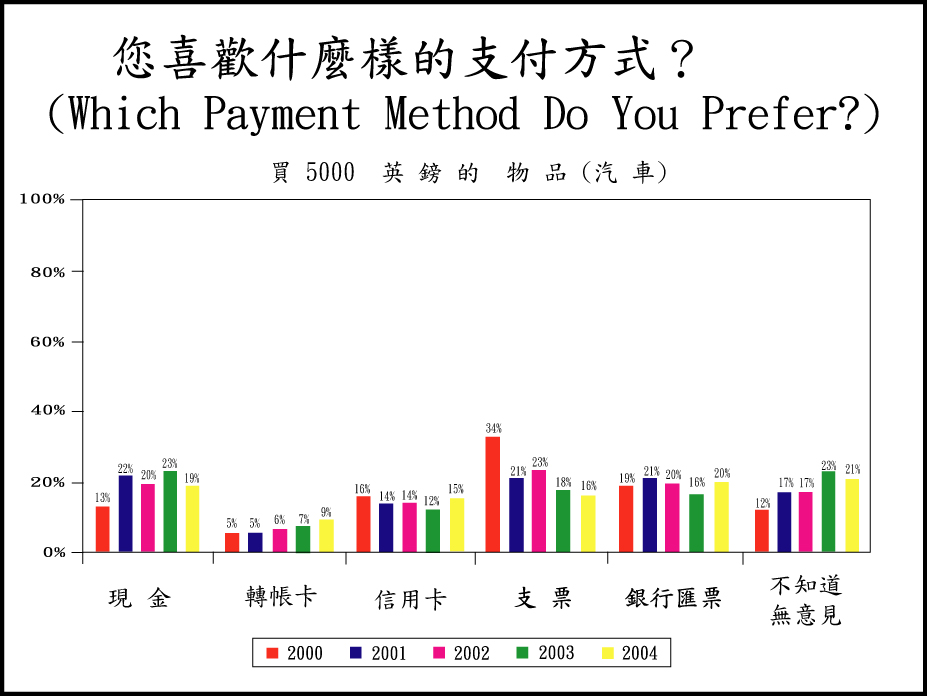 您喜歡什麼樣的支付方式？
(Which Payment Method Do You Prefer?)
買 5000 英鎊的 物品(汽車)
100%
80%
60%
40%
20%
0%
13% 22% 20% 23% 19%
5% 5% 6% 7% 9%
16% 14% 14% 12% 15%
34% 21% 23% 18% 16%
19% 21% 20% 16% 20%
12% 17% 17% 23% 21%
現金 轉帳卡 信用卡 支票 銀行匯票 不知道
無意見
2000 2001 2002 2003 2004